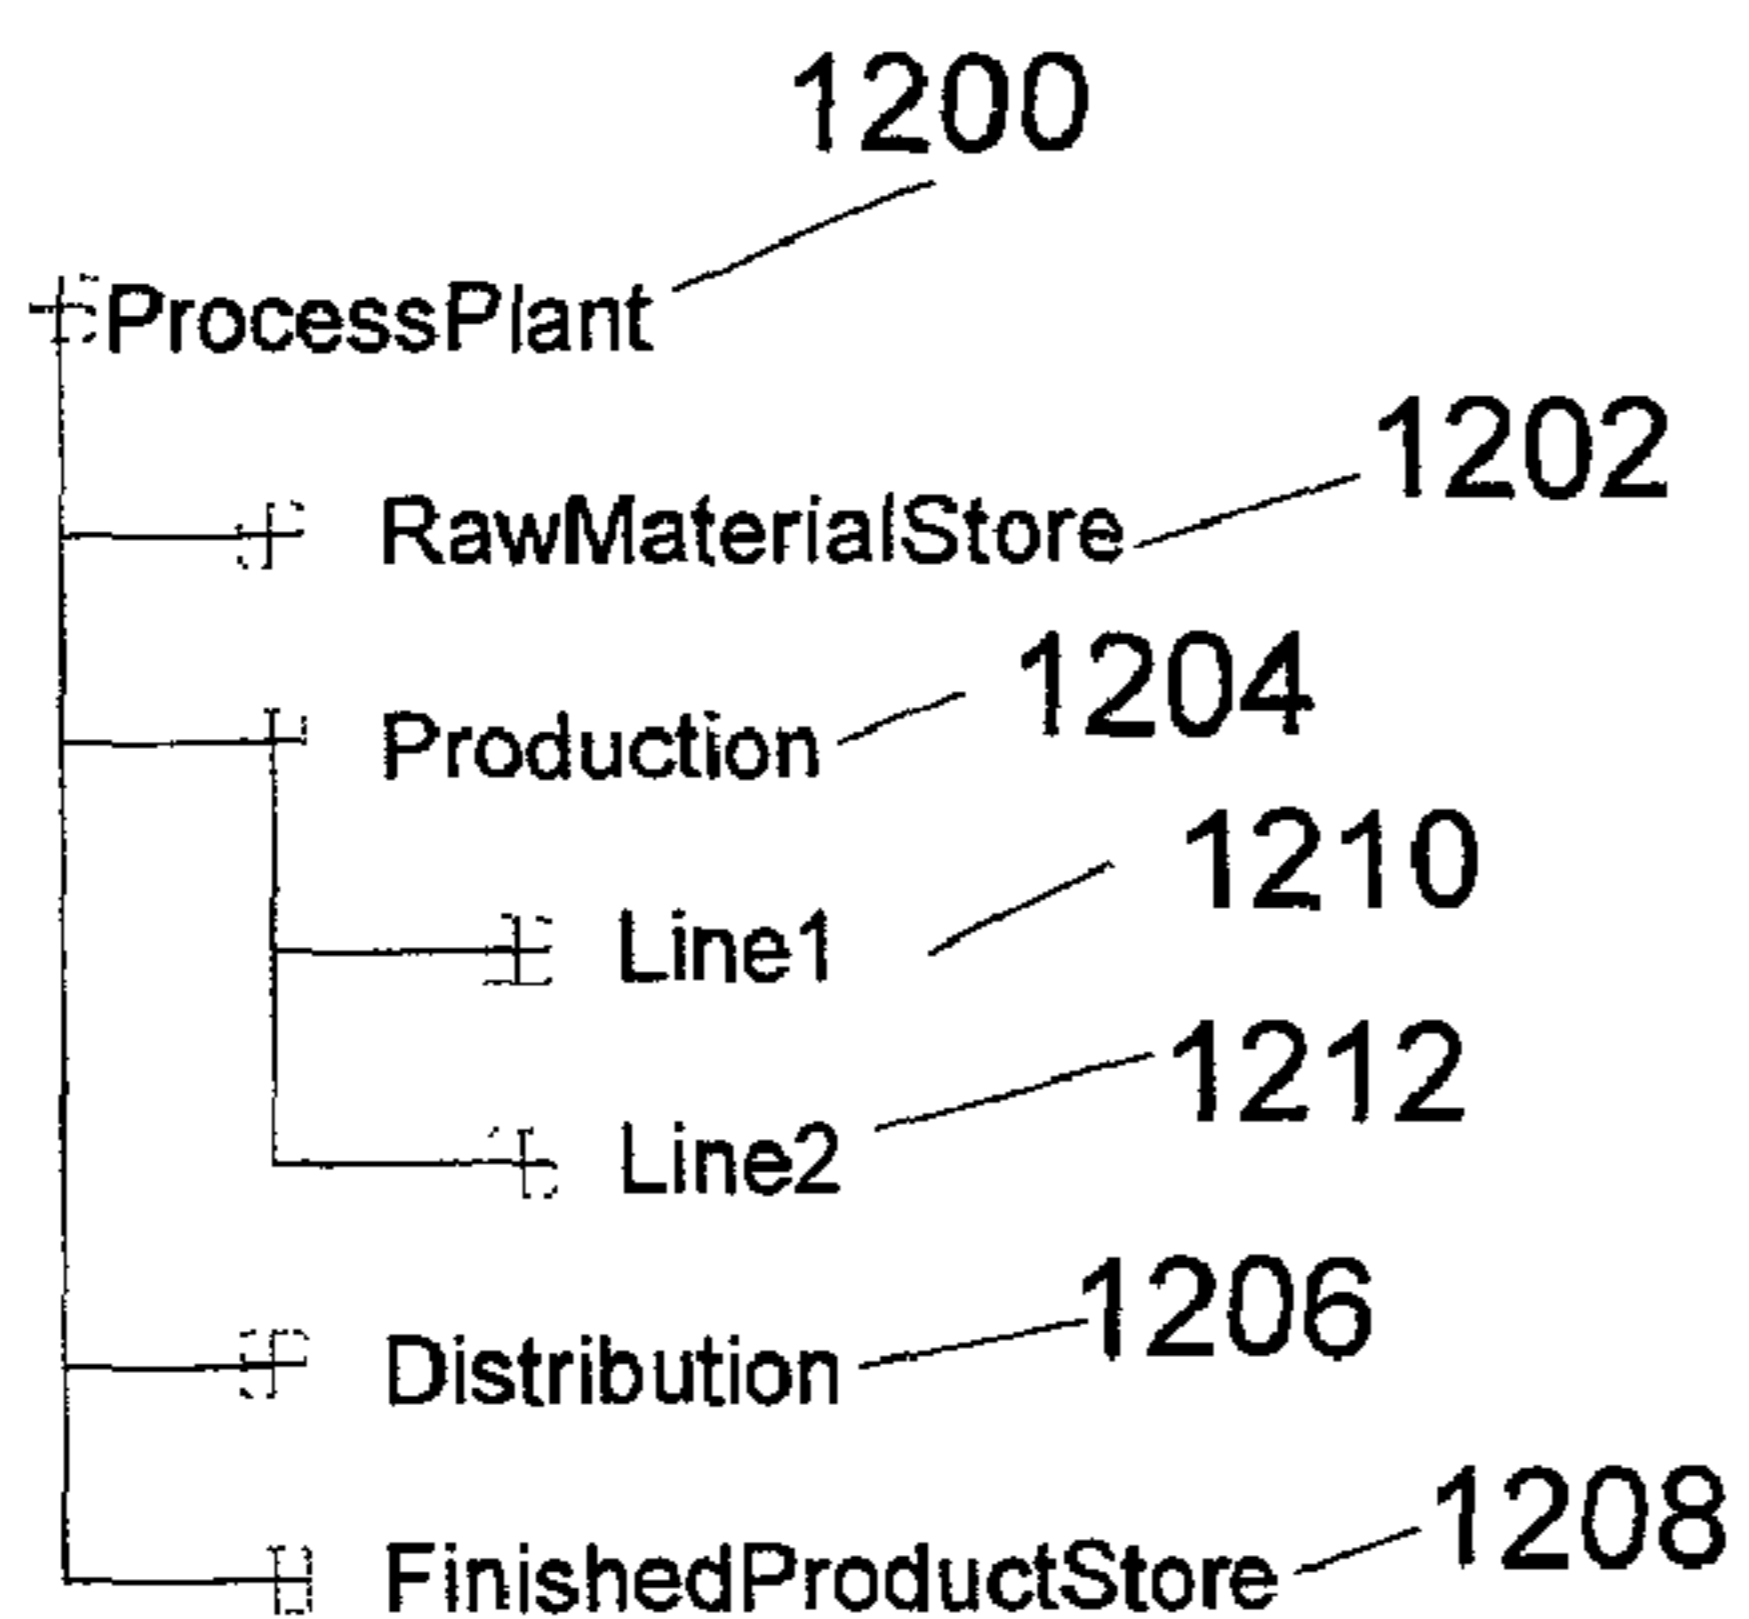 1200
ProcessPlant
1202
RawMaterialStore
1204
Production
1210
Line1
1212
Line2
1206
Distribution
1208
FinishedProductStore